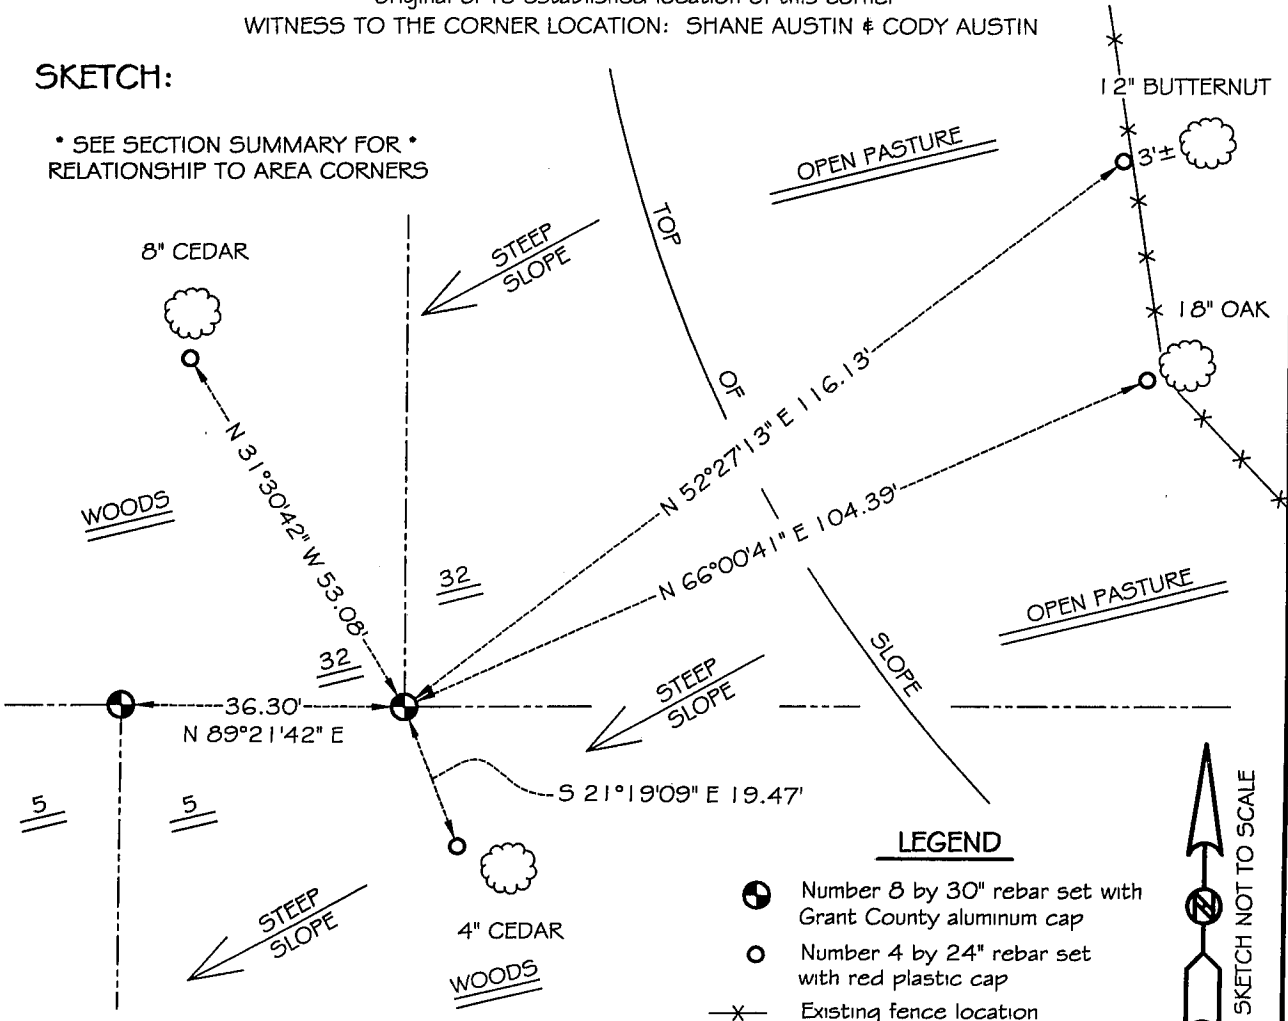 WITNESS TO THE CORNER LOCATION: SHANE AUSTIN & CODY AUSTIN
SKETCH:
* SEE SECTION SUMMARY FOR *
RELATIONSHIP TO AREA CORNERS
12" BUTTERNUT
3'±
OPEN PASTURE
8" CEDAR
STEEP
SLOPE
TOP
OF
SLOPE
18" OAK
N 52°27'13" E 116.13'
N 66°00'41" E 104.39'
N 31°30'42" W 53.08'
WOODS
32
32
OPEN PASTURE
STEEP
SLOPE
36.30'
N 89°21'42" E
S 21°19'09" E 19.47'
5
5
STEEP
SLOPE
4" CEDAR
WOODS
LEGEND
Number 8 by 30" rebar set with
Grant County aluminum cap
Number 4 by 24" rebar set
with red plastic cap
Existing fence location
N
SKETCH NOT TO SCALE